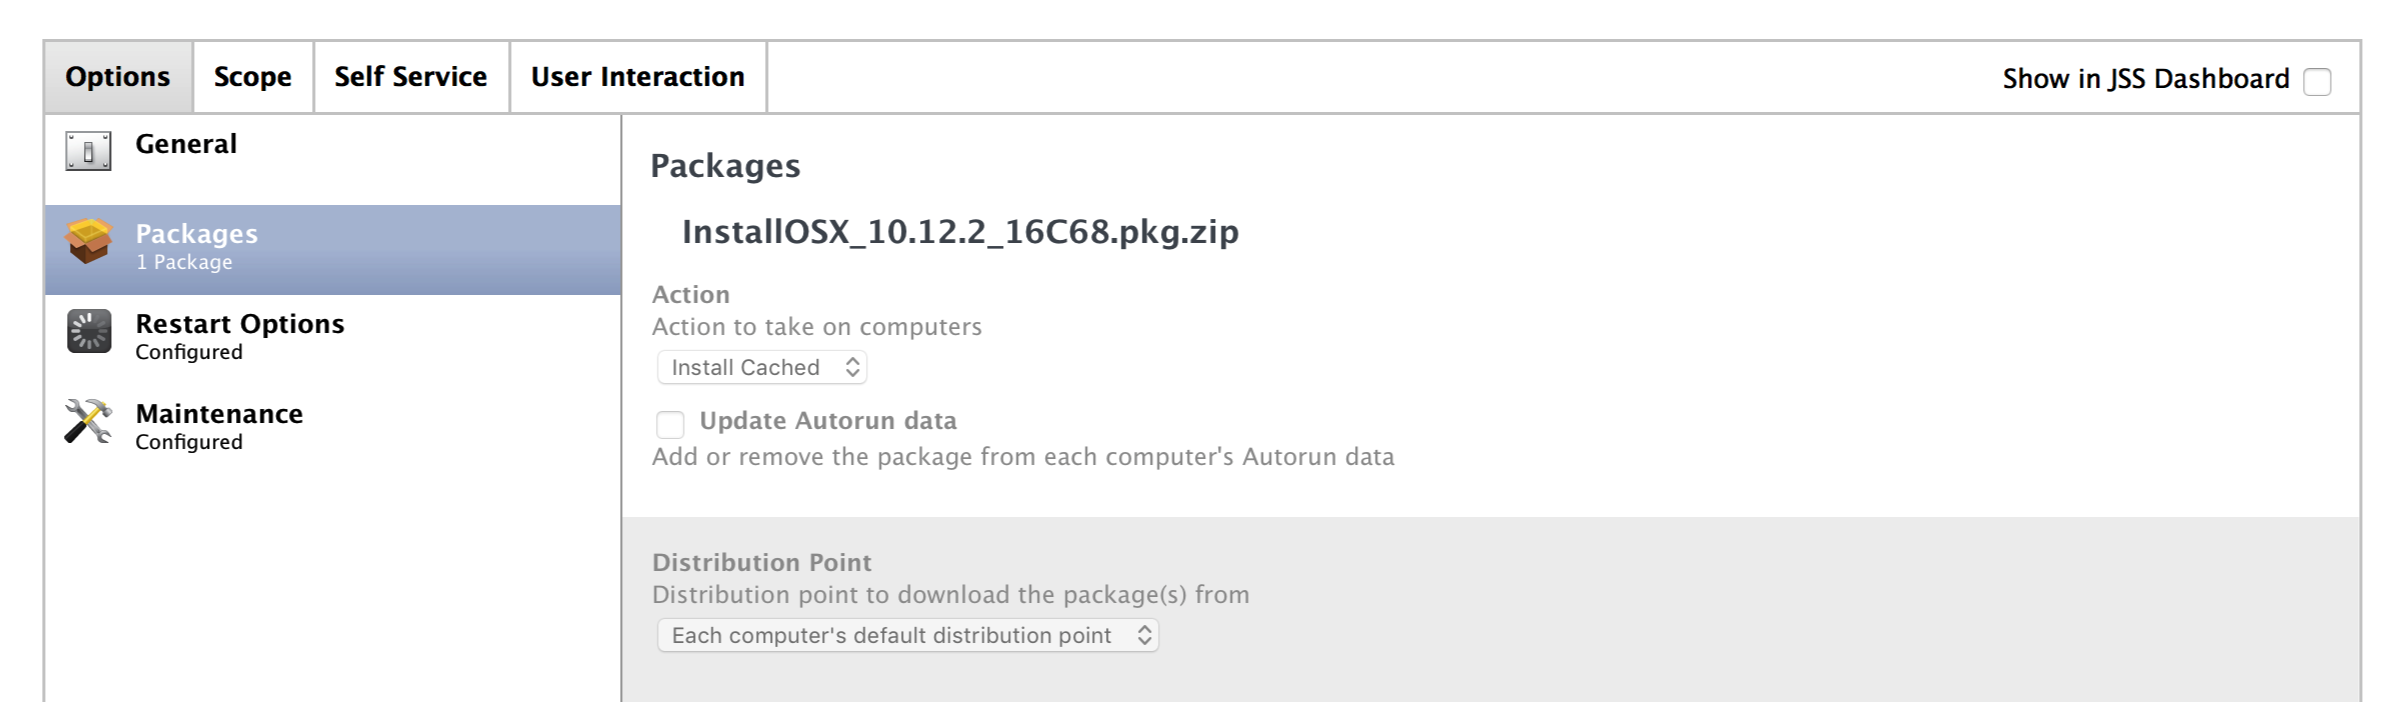 Options
Scope
Self Service
User Interaction
Show in JSS Dashboard
General
Packages
1 Package
Restart Options
Configured
Maintenance
Configured
Packages
InstallOSX_10.12.2_16C68.pkg.zip
Action
Action to take on computers
Install Cached
Update Autorun data
Add or remove the package from each computer's Autorun data
Distribution Point
Distribution point to download the package(s) from
Each computer's default distribution point